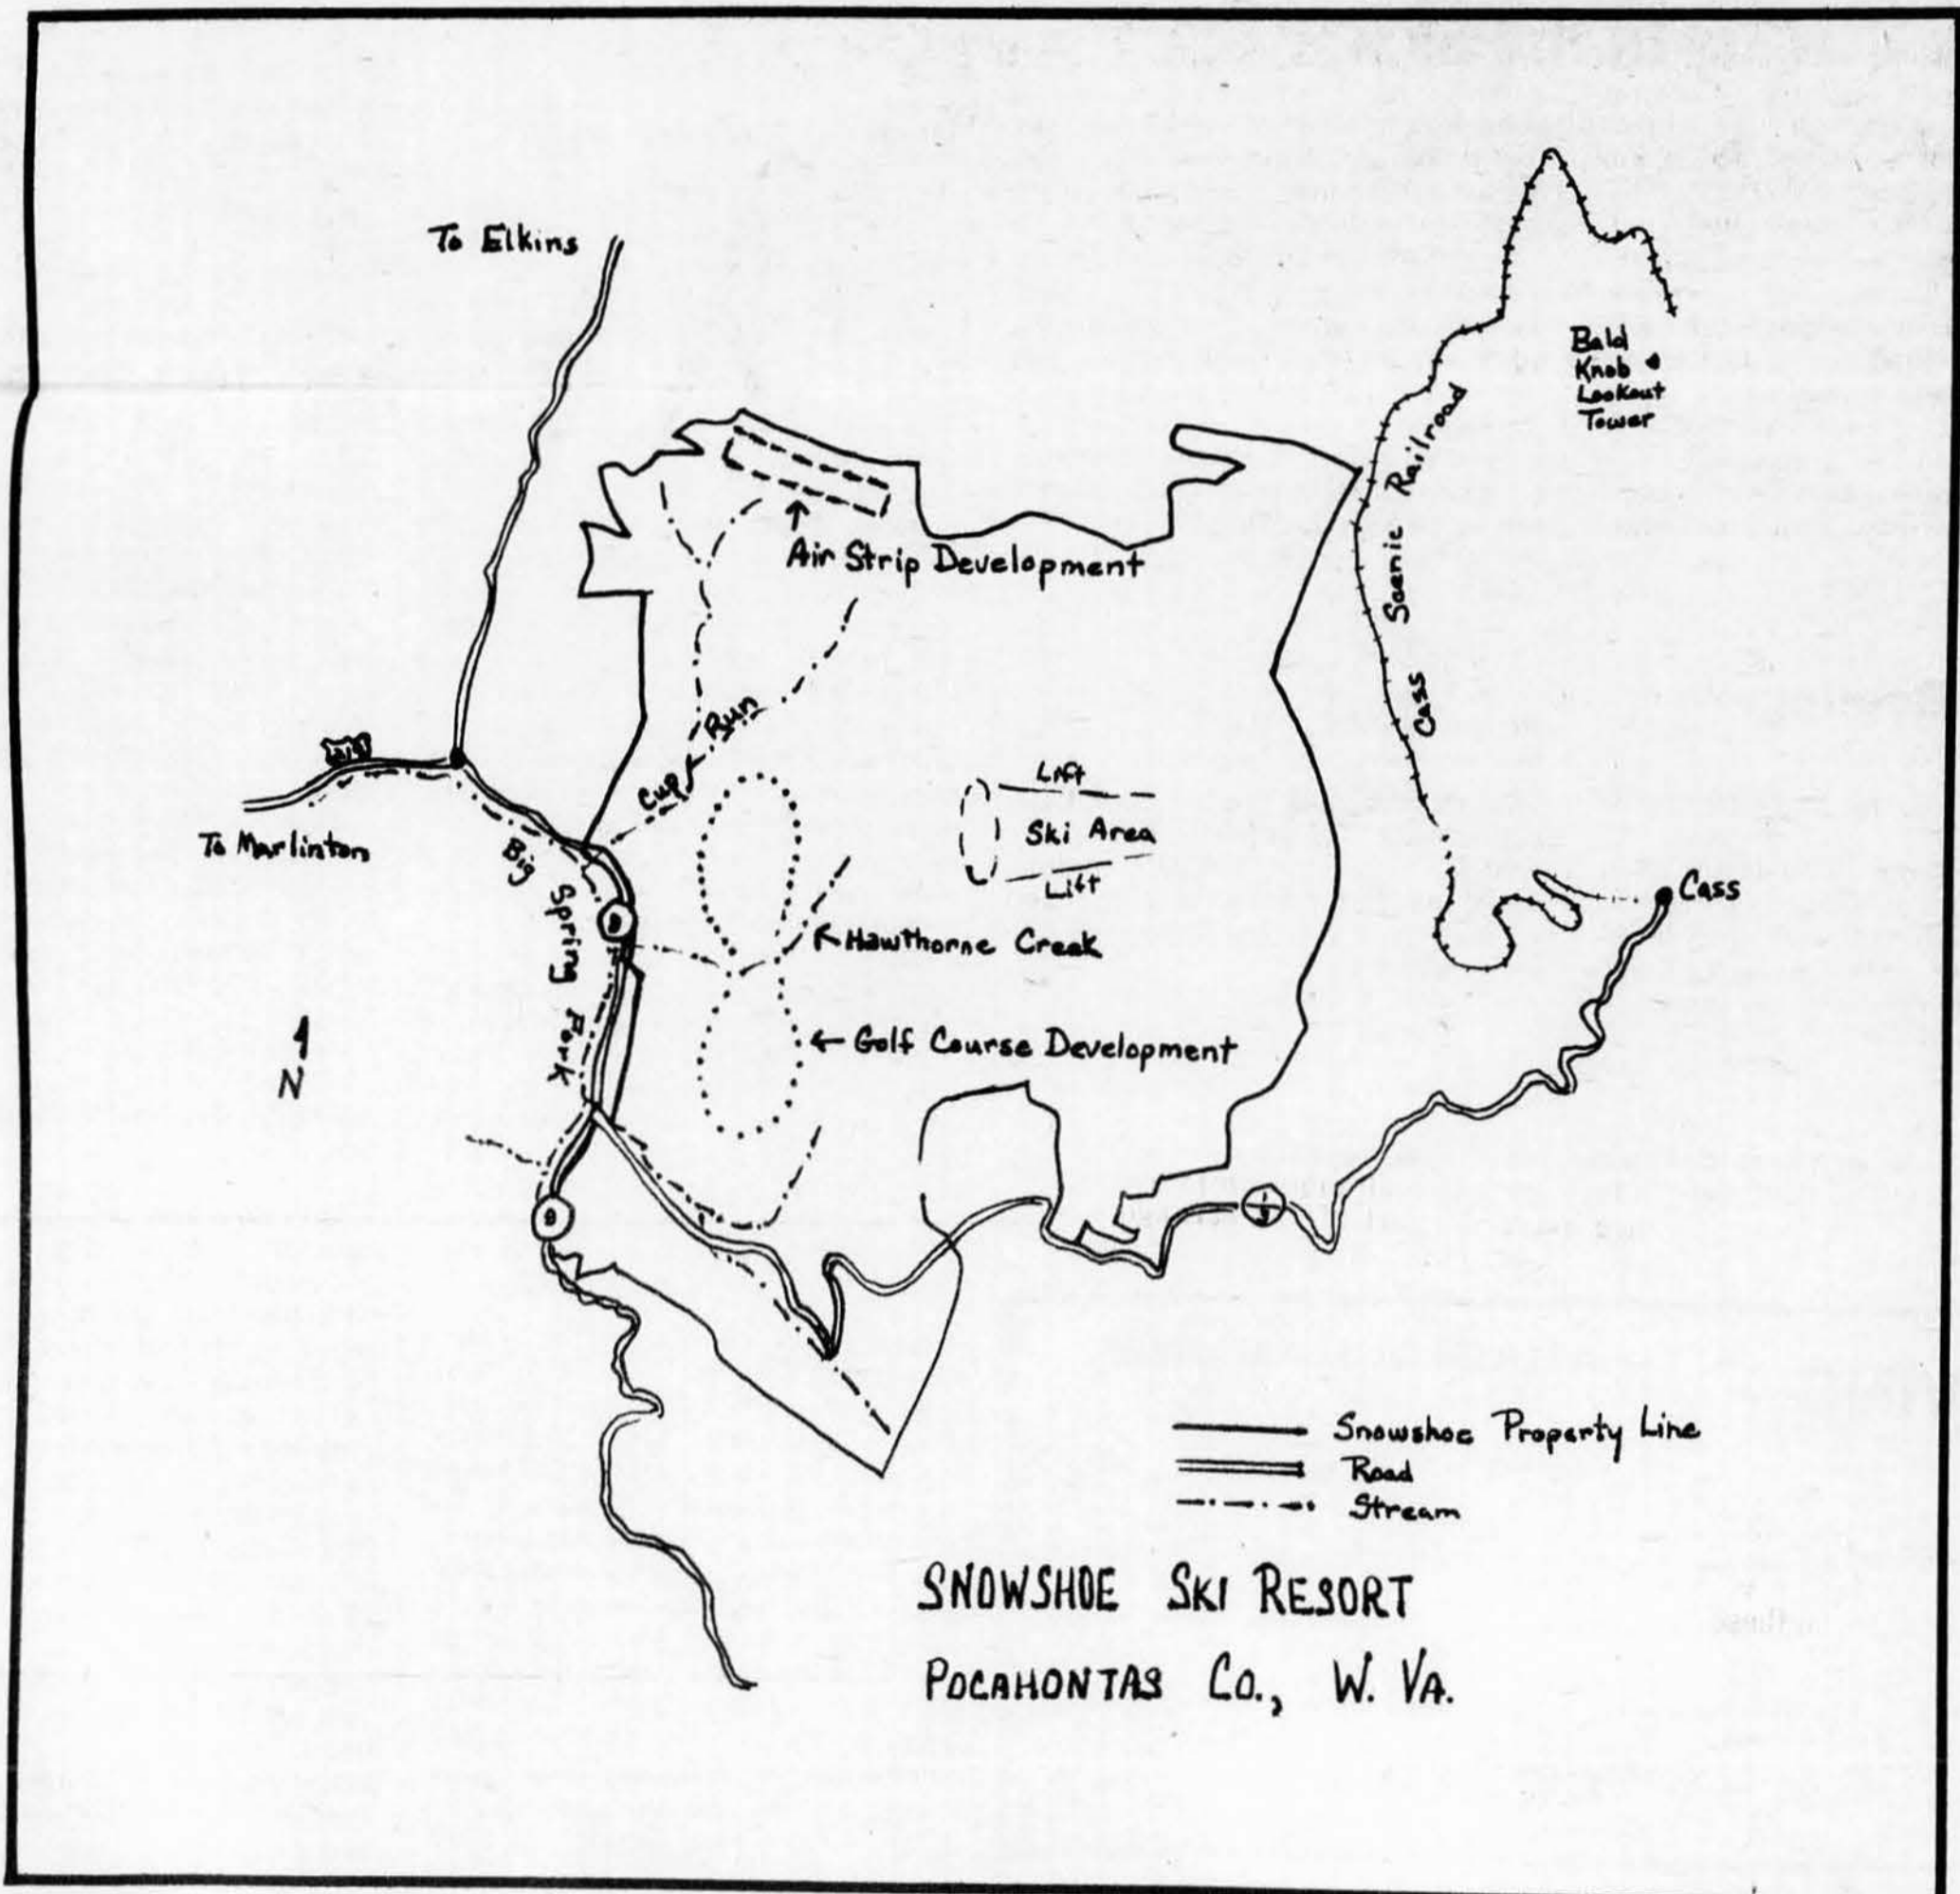 To Elkins
Bald
Knob
Lookout
Tower
Cass Scenic Railroad
Air Strip Development
Cup Run
219
To Marlinton
Big Spring Fork
Lift
Ski Area
Lift
Cass
Hawthorne Creek
Golf Course Development
N
9
Snowshoe Property Line
Road
Stream
SNOWSHOE SKI RESORT
POCAHONTAS CO., W. VA.